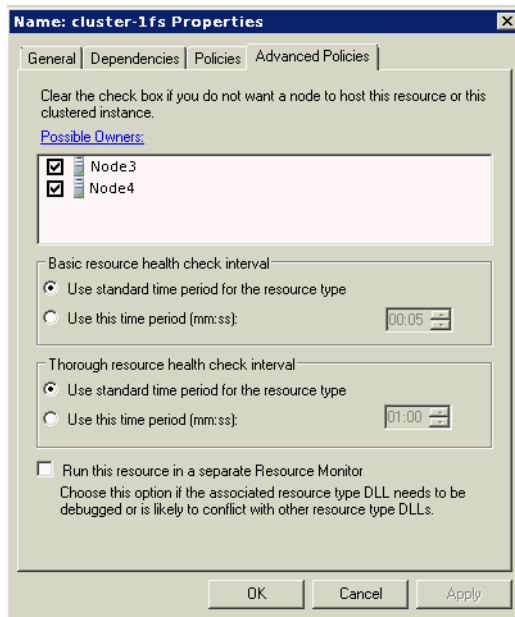 Name: cluster-1fs Properties
General
Dependencies
Policies
Advanced Policies
Clear the check box if you do not want a node to host this resource or this
clustered instance.
Possible Owners:
Node3
Node4
Basic resource health check interval
Use standard time period for the resource type
Use this time period (mm:ss):
00:05
Thorough resource health check interval
Use standard time period for the resource type
Use this time period (mm:ss):
01:00
Run this resource in a separate Resource Monitor
Choose this option if the associated resource type DLL needs to be
debugged or is likely to conflict with other resource type DLLs.
OK
Cancel
Apply